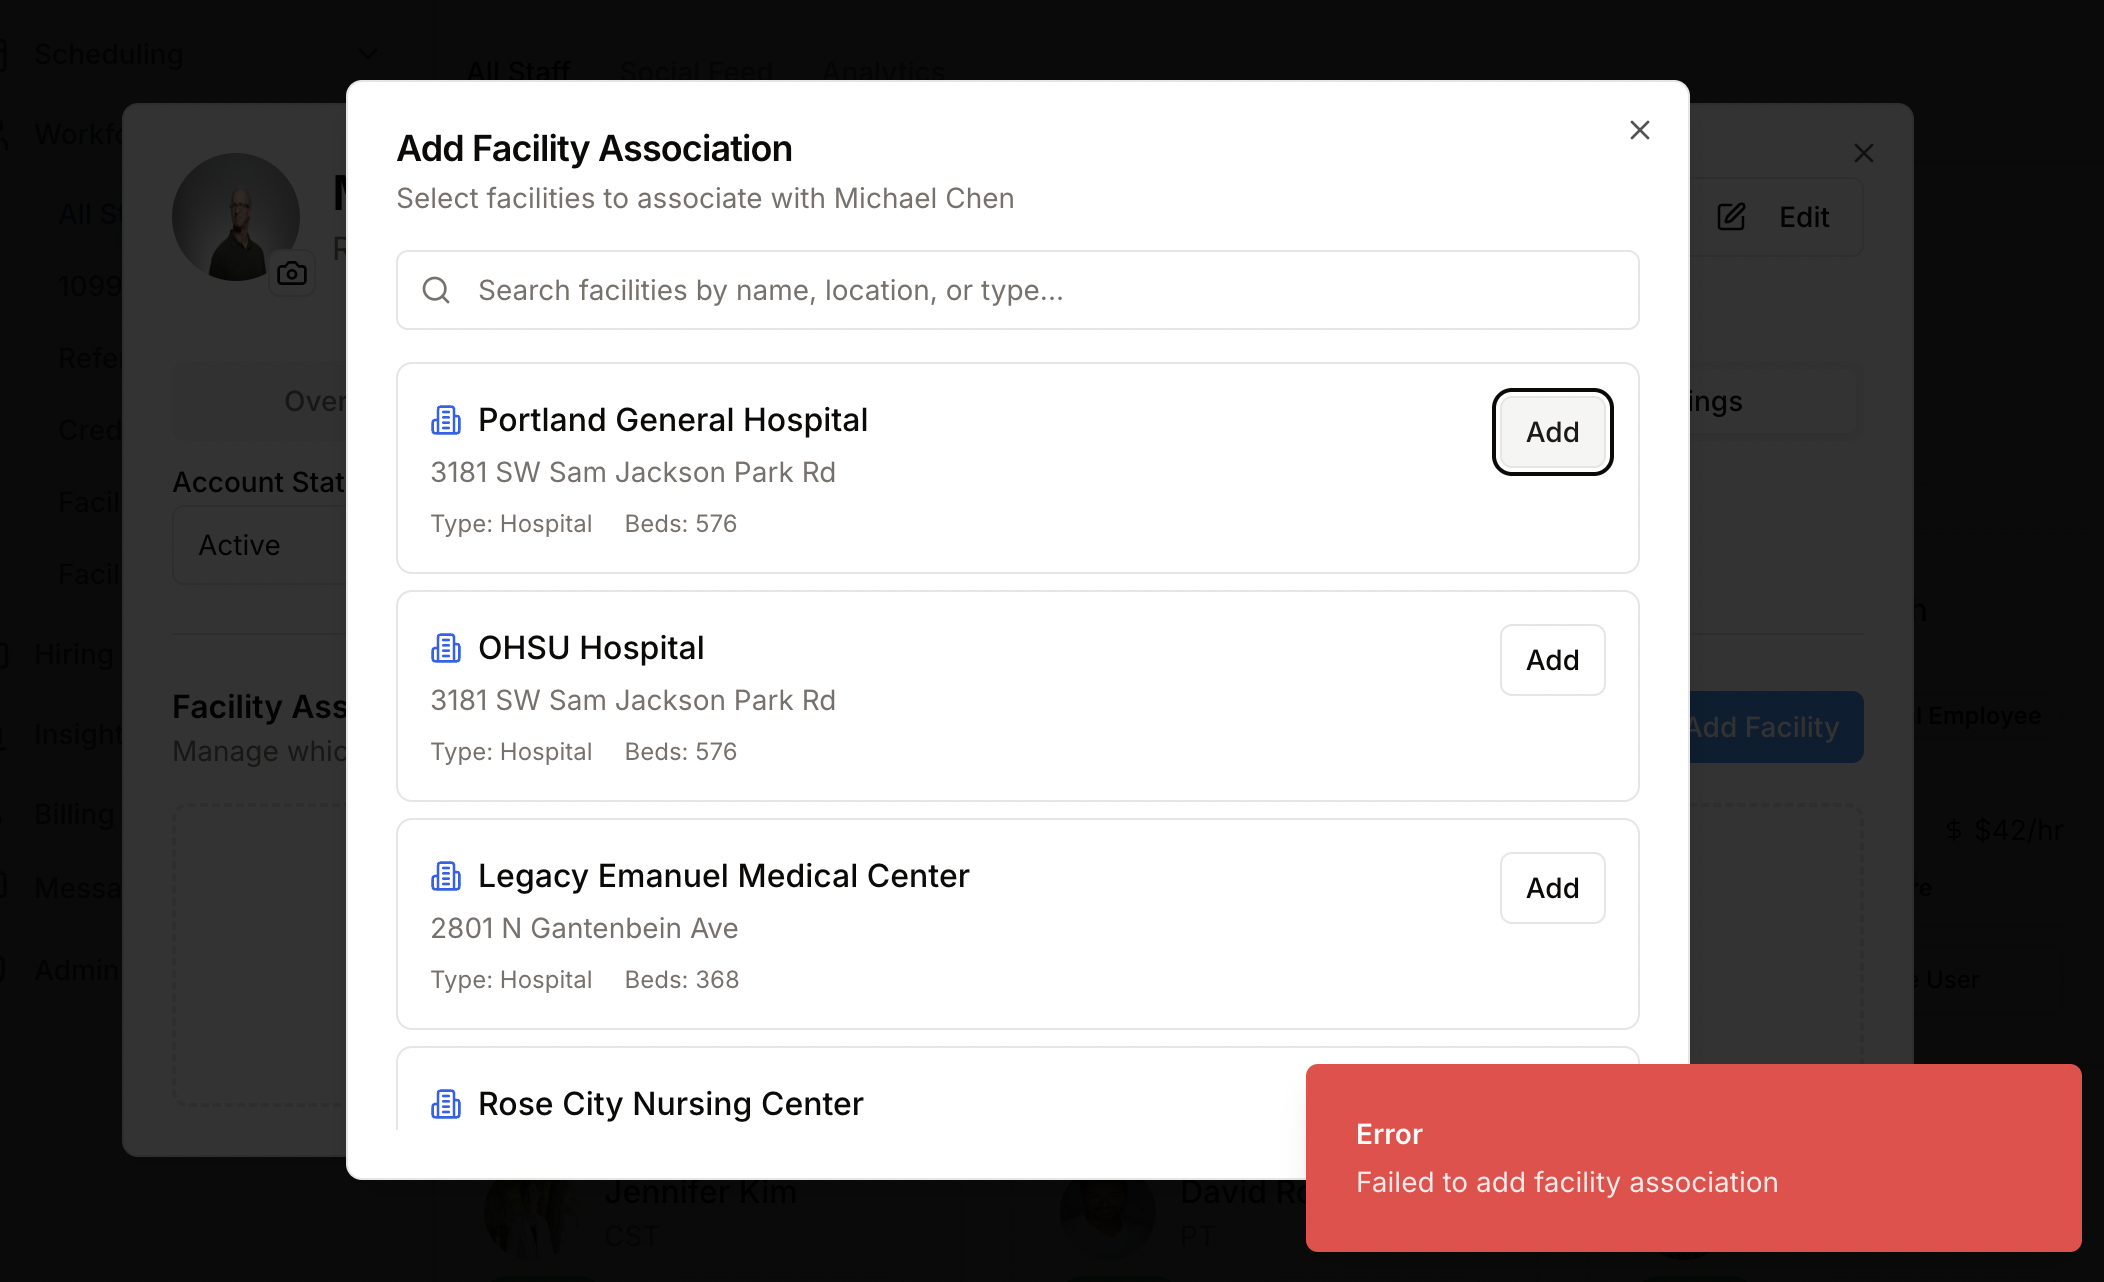 Scheduling
All Staff
Social Feed
Analytics
Workfo
All St
1099
Refer
Cred
Facil
Facil
Hiring
Insight
Billing
Messa
Admin
Edit
Over
ings
Account Stat
Active
Facility Ass
Manage whic
Add Facility
Add Facility Association
Select facilities to associate with Michael Chen
Search facilities by name, location, or type...
Portland General Hospital
Add
3181 SW Sam Jackson Park Rd
Type: Hospital Beds: 576
OHSU Hospital
Add
3181 SW Sam Jackson Park Rd
Type: Hospital Beds: 576
Legacy Emanuel Medical Center
Add
2801 N Gantenbein Ave
Type: Hospital Beds: 368
Rose City Nursing Center
l Employee
$ $42/hr
re
e User
Jennifer Kim
CST
David Ro
PT
Error
Failed to add facility association